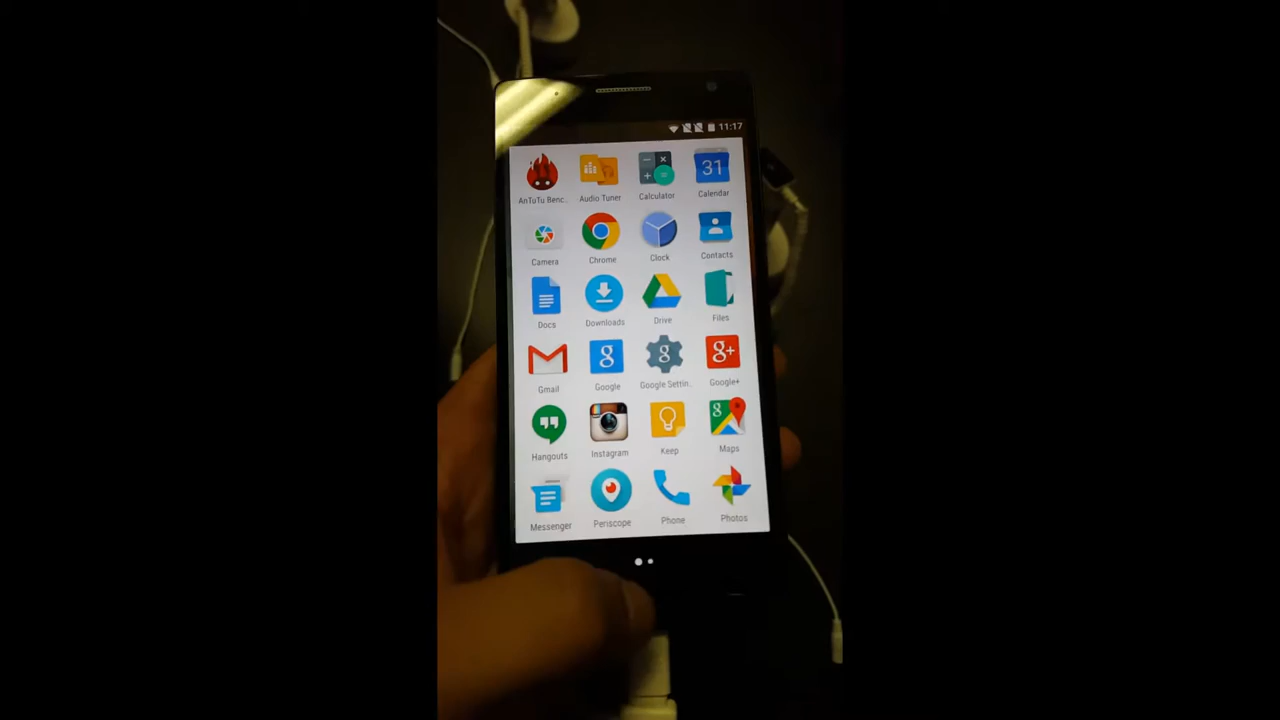 11:17
AnTuTu Benc.. Audio Tuner Calculator Calendar
31
Camera Chrome Clock Contacts
Docs Downloads Drive Files
Gmail Google Google Settin.. Google+
Hangouts Instagram Keep Maps
Messenger Periscope Phone Photos